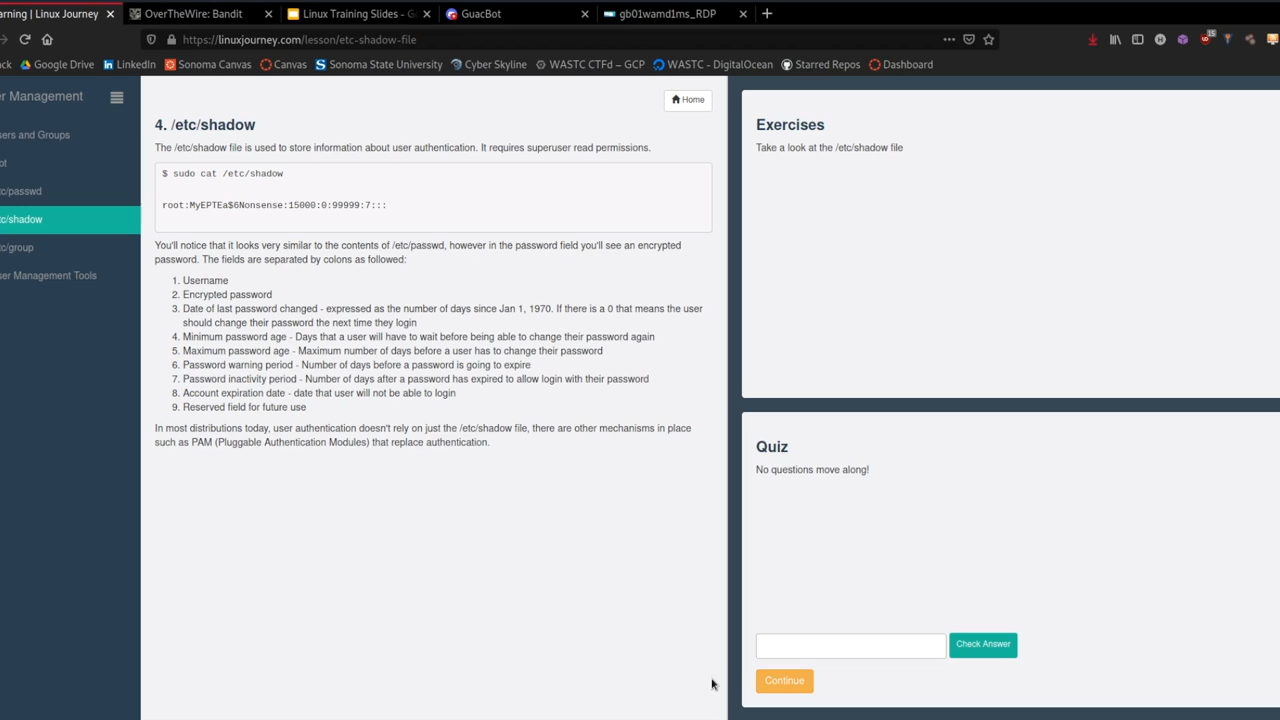 arning | Linux Journey
OverTheWire: Bandit
Linux Training Slides - G
GuacBot
gb01wamd1ms_RDP
https://linuxjourney.com/lesson/etc-shadow-file
15
ck
Google Drive
LinkedIn
Sonoma Canvas
Canvas
Sonoma State University
Cyber Skyline
WASTC CTFd – GCP
WASTC - DigitalOcean
Starred Repos
Dashboard
er Management
sers and Groups
ot
tc/passwd
tc/shadow
tc/group
ser Management Tools
Home
4. /etc/shadow
The /etc/shadow file is used to store information about user authentication. It requires superuser read permissions.
$ sudo cat /etc/shadow
root:MyEPTEa$6Nonsense:15000:0:99999:7:::
You'll notice that it looks very similar to the contents of /etc/passwd, however in the password field you'll see an encrypted
password. The fields are separated by colons as followed:
1. Username
2. Encrypted password
3. Date of last password changed - expressed as the number of days since Jan 1, 1970. If there is a 0 that means the user
should change their password the next time they login
4. Minimum password age - Days that a user will have to wait before being able to change their password again
5. Maximum password age - Maximum number of days before a user has to change their password
6. Password warning period - Number of days before a password is going to expire
7. Password inactivity period - Number of days after a password has expired to allow login with their password
8. Account expiration date - date that user will not be able to login
9. Reserved field for future use
In most distributions today, user authentication doesn't rely on just the /etc/shadow file, there are other mechanisms in place
such as PAM (Pluggable Authentication Modules) that replace authentication.
Exercises
Take a look at the /etc/shadow file
Quiz
No questions move along!
Check Answer
Continue